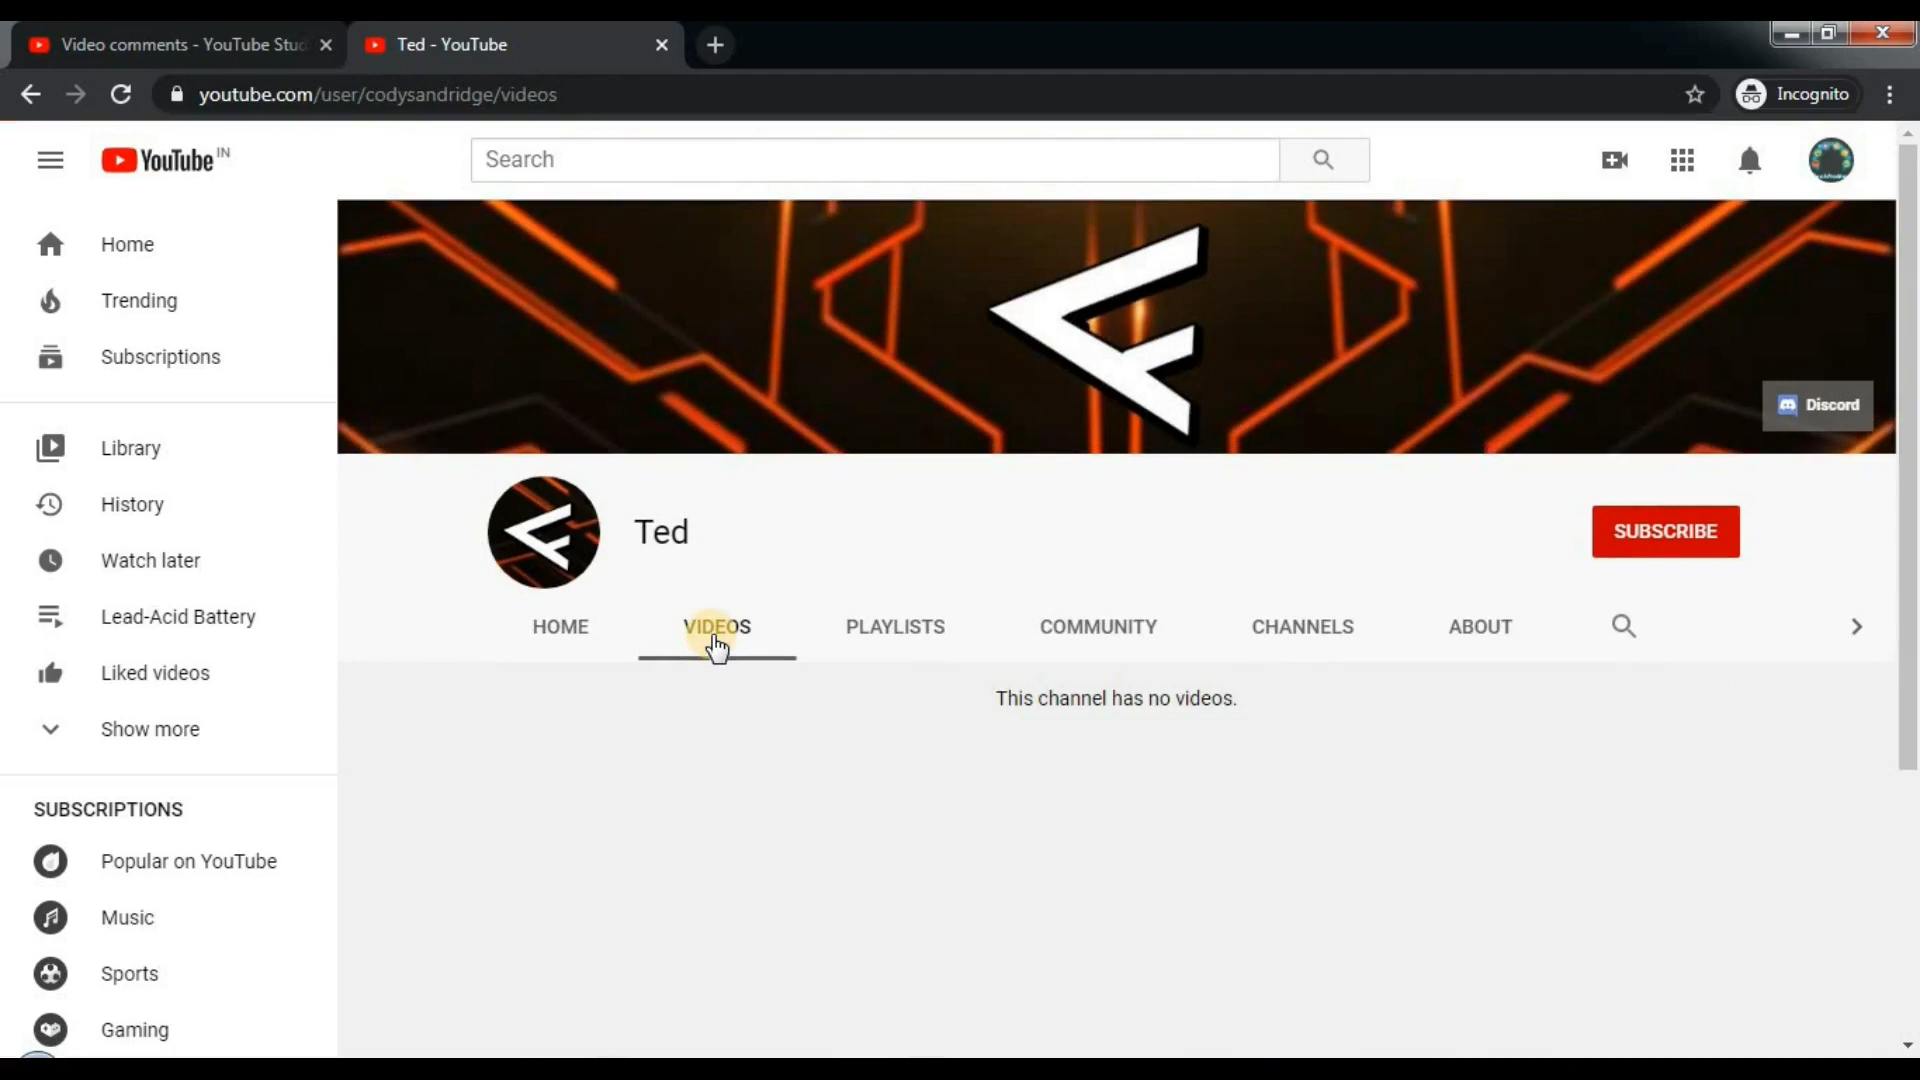 Video comments - YouTube Stud
Ted - YouTube
youtube.com/user/codysandridge/videos
Incognito
YouTube IN
Search
Home
Trending
Subscriptions
Library
History
Watch later
Lead-Acid Battery
Liked videos
Show more
SUBSCRIPTIONS
Popular on YouTube
Music
Sports
Gaming
Discord
Ted
SUBSCRIBE
HOME VIDEOS PLAYLISTS COMMUNITY CHANNELS ABOUT
This channel has no videos.